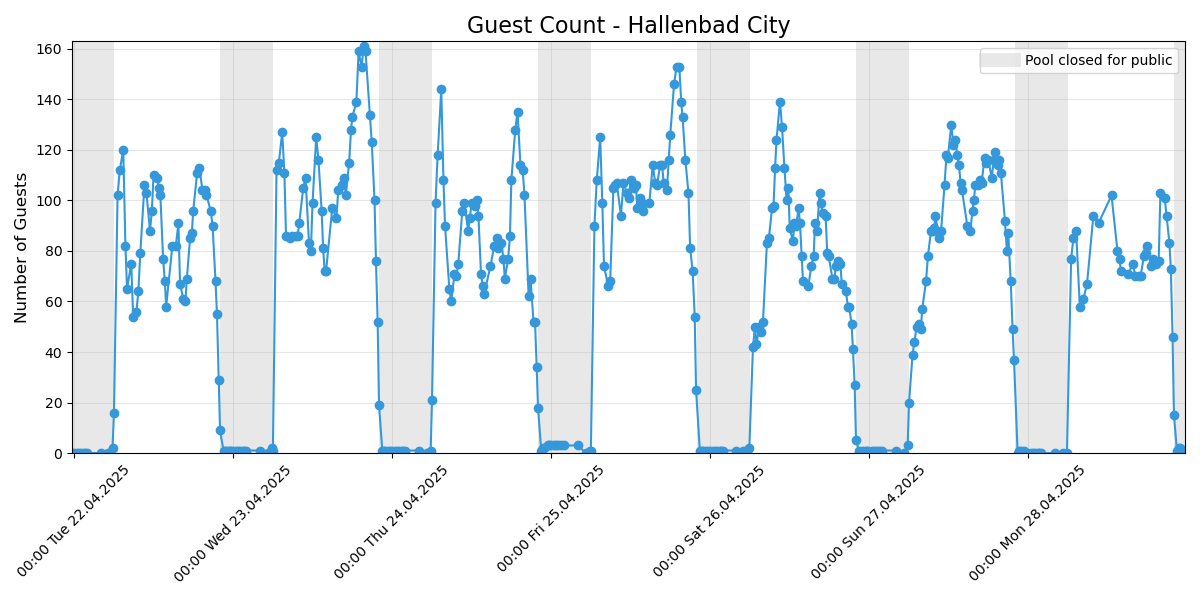 Guest Count - Hallenbad City
Pool closed for public
Number of Guests
160
140
120
100
80
60
40
20
0
00:00 Tue 22.04.2025
00:00 Wed 23.04.2025
00:00 Thu 24.04.2025
00:00 Fri 25.04.2025
00:00 Sat 26.04.2025
00:00 Sun 27.04.2025
00:00 Mon 28.04.2025